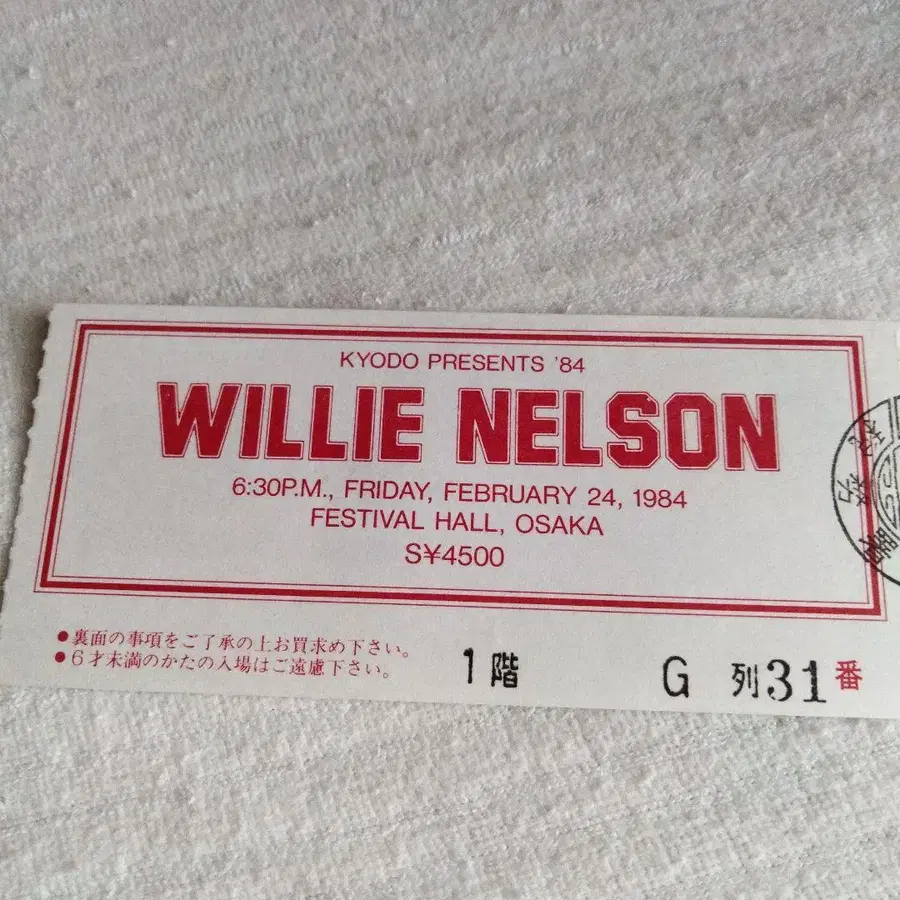 KYODO PRESENTS '84
WILLIE NELSON
6:30P.M., FRIDAY, FEBRUARY 24, 1984
FESTIVAL HALL, OSAKA
S¥4500
●裏面の事項をご了承の上お買求め下さい。
●6才未満のかたの入場はご遠慮下さい。
1階 G 列31番